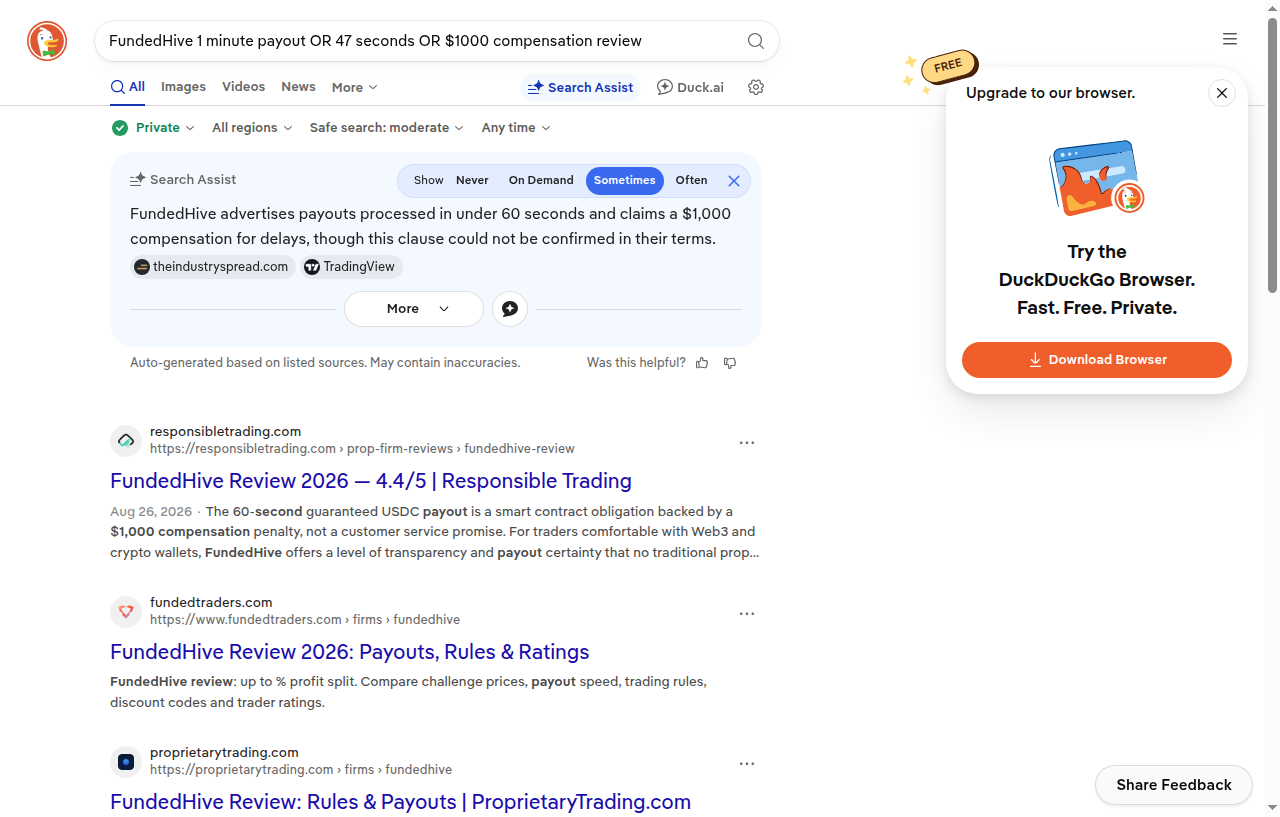 FundedHive 1 minute payout OR 47 seconds OR $1000 compensation review
All
Images
Videos
News
More
Search Assist
Duck.ai
Private
All regions
Safe search: moderate
Any time
FREE
Upgrade to our browser.
Try the
DuckDuckGo Browser.
Fast. Free. Private.
Download Browser
Search Assist
Show
Never
On Demand
Sometimes
Often
FundedHive advertises payouts processed in under 60 seconds and claims a $1,000
compensation for delays, though this clause could not be confirmed in their terms.
theindustryspread.com
TradingView
More
Auto-generated based on listed sources. May contain inaccuracies.
Was this helpful?
responsibletrading.com
https://responsibletrading.com › prop-firm-reviews › fundedhive-review
FundedHive Review 2026 — 4.4/5 | Responsible Trading
Aug 26, 2026 · The 60-second guaranteed USDC payout is a smart contract obligation backed by a
$1,000 compensation penalty, not a customer service promise. For traders comfortable with Web3 and
crypto wallets, FundedHive offers a level of transparency and payout certainty that no traditional prop...
fundedtraders.com
https://www.fundedtraders.com › firms › fundedhive
FundedHive Review 2026: Payouts, Rules & Ratings
FundedHive review: up to % profit split. Compare challenge prices, payout speed, trading rules,
discount codes and trader ratings.
proprietarytrading.com
https://proprietarytrading.com › firms › fundedhive
FundedHive Review: Rules & Payouts | ProprietaryTrading.com
Share Feedback